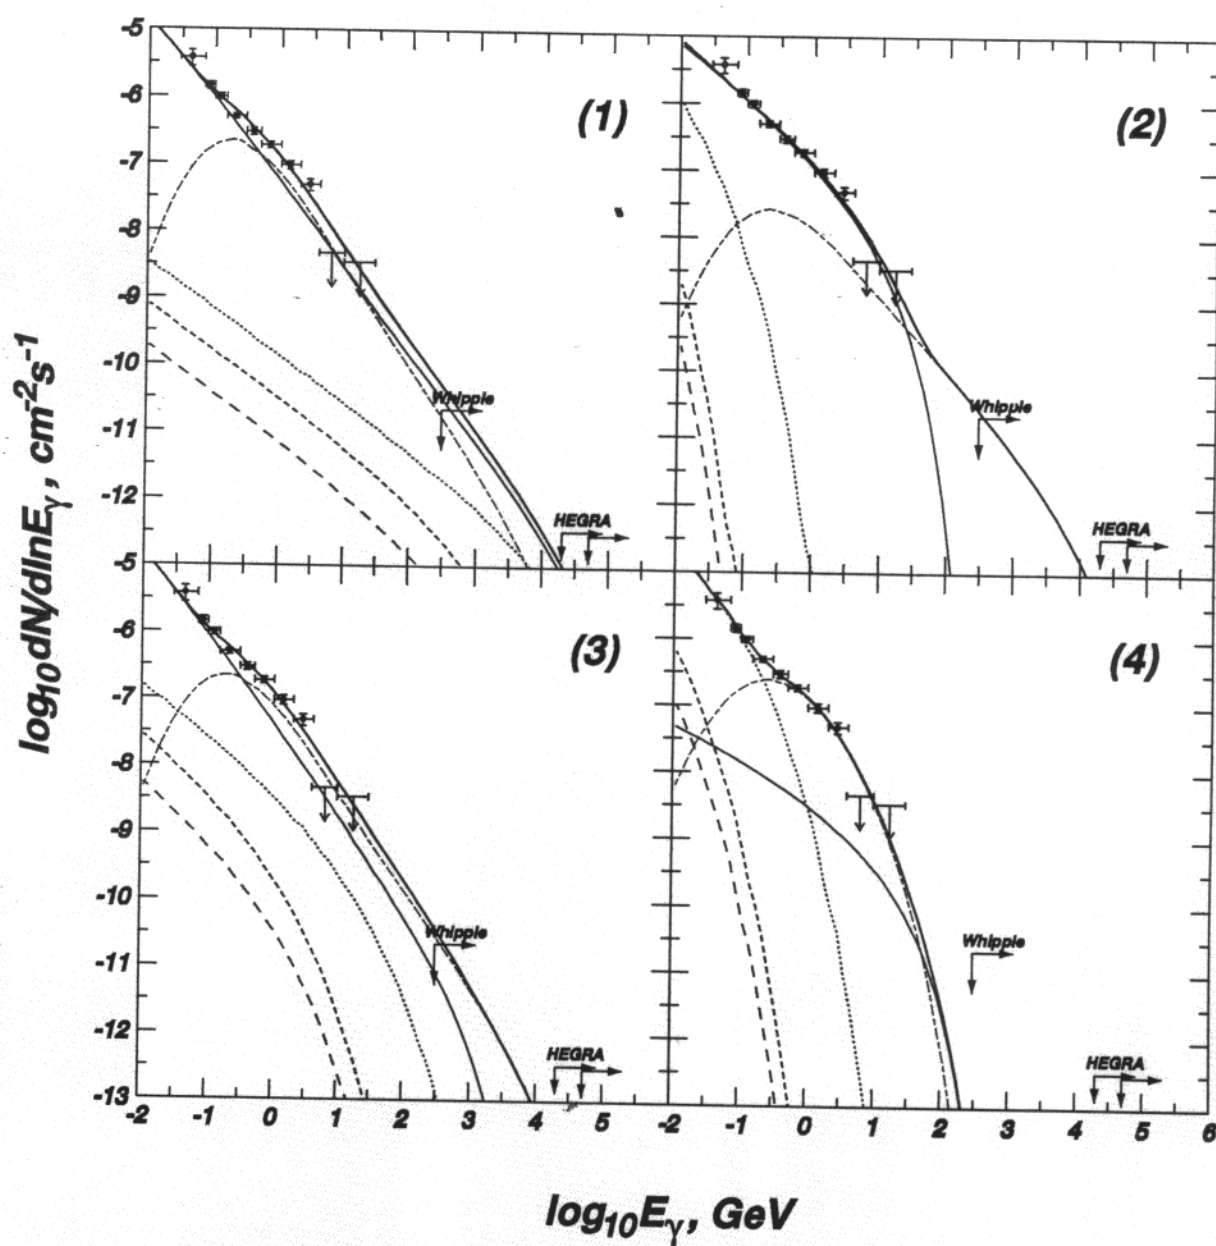 -5
-6
-7
-8
-9
-10
-11
-12
(1)
Whipple
HEGRA
(2)
Whipple
HEGRA
-5
-6
-7
-8
-9
-10
-11
-12
-13
(3)
Whipple
HEGRA
(4)
Whipple
HEGRA
-2 -1 0 1 2 3 4 5
-2 -1 0 1 2 3 4 5 6
log10dN/dlnEγ, cm-2s-1
log10Eγ, GeV